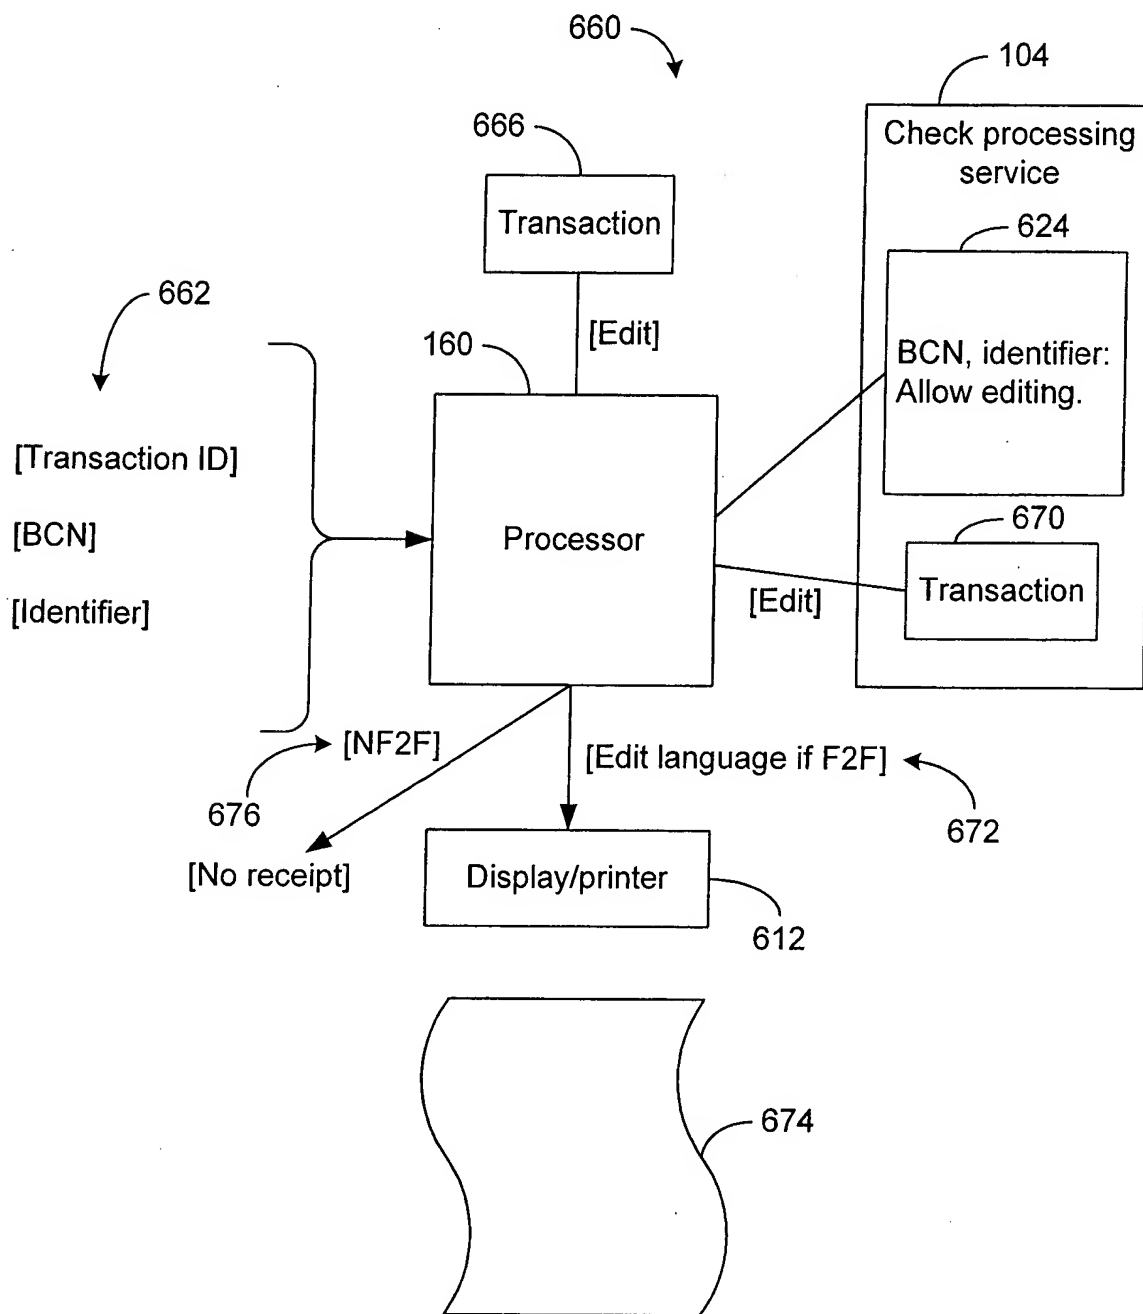 660
104
666
Check processing
service
Transaction
624
662
[Edit]
160
BCN, identifier:
Allow editing.
[Transaction ID]
[BCN]
Processor
670
[Identifier]
[Edit]
Transaction
[NF2F]
[Edit language if F2F]
676
672
[No receipt]
Display/printer
612
674